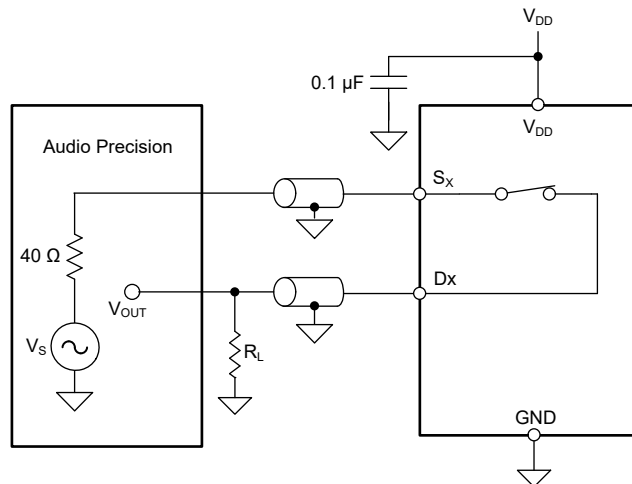 V_DD
0.1 µF
V_DD
Audio Precision
S_X
40 Ω
V_OUT
Dx
V_S
R_L
GND